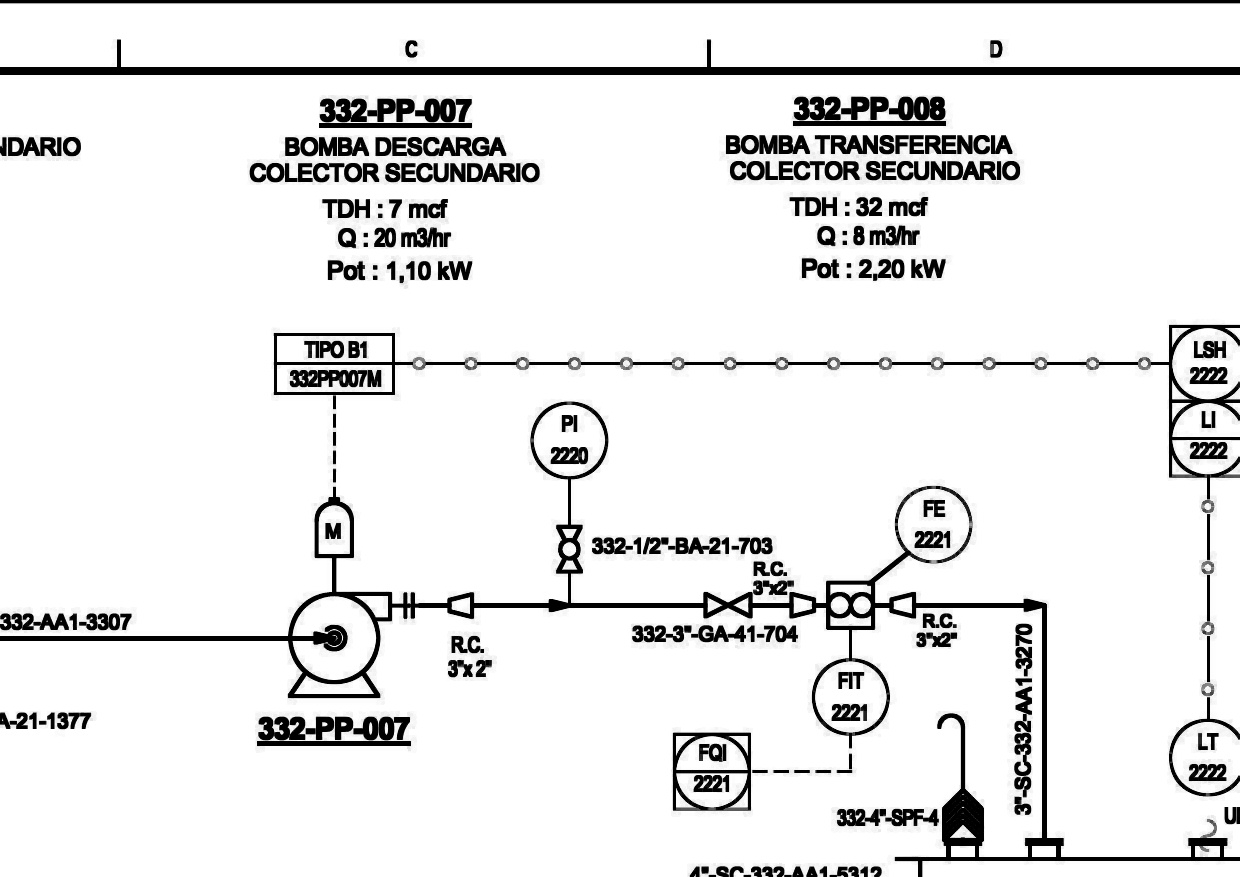 C
D
332-PP-007
332-PP-008
NDARIO
BOMBA DESCARGA
COLECTOR SECUNDARIO
BOMBA TRANSFERENCIA
COLECTOR SECUNDARIO
TDH : 7 mcf
Q : 20 m3/hr
Pot : 1,10 kW
TDH : 32 mcf
Q : 8 m3/hr
Pot : 2,20 kW
TIPO B1
332PP007M
LSH
2222
LI
2222
PI
2220
M
FE
2221
332-1/2"-BA-21-703
R.C.
3"x2"
332-AA1-3307
332-3"-GA-41-704
R.C.
3"x2"
R.C.
3"x 2"
FIT
2221
3"-SC-332-AA1-3270
A-21-1377
332-PP-007
FQI
2221
LT
2222
332-4"-SPF-4
4"-SC-332-AA1-5312